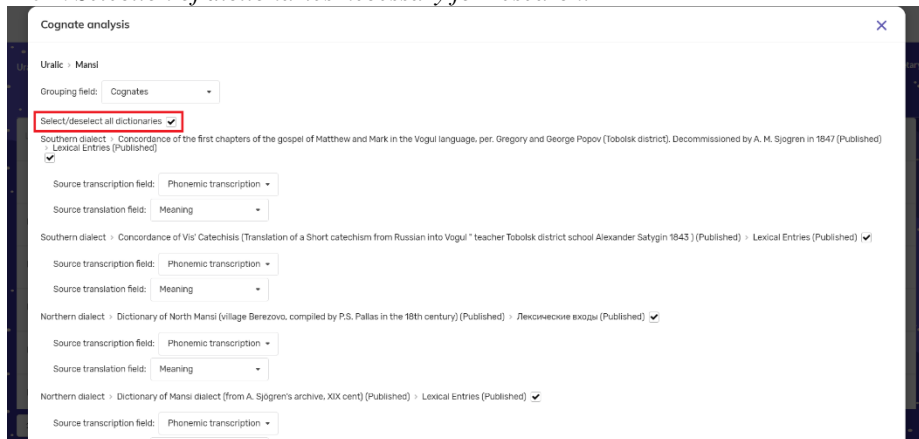 Cognate analysis
Uralic › Mansi
Grouping field: Cognates
Select/deselect all dictionaries
Southern dialect › Concordance of the first chapters of the gospel of Matthew and Mark in the Vogul language, per. Gregory and George Popov (Tobolsk district). Decommissioned by A. M. Sjogren in 1847 (Published)
› Lexical Entries (Published)
Source transcription field: Phonemic transcription
Source translation field: Meaning
Southern dialect › Concordance of Vis' Catechisis (Translation of a Short catechism from Russian into Vogul " teacher Tobolsk district school Alexander Satygin 1843 ) (Published) › Lexical Entries (Published)
Source transcription field: Phonemic transcription
Source translation field: Meaning
Northern dialect › Dictionary of North Mansi (village Berezovo, compiled by P.S. Pallas in the 18th century) (Published) › Лексические входы (Published)
Source transcription field: Phonemic transcription
Source translation field: Meaning
Northern dialect › Dictionary of Mansi dialect (from A. Sjögren's archive, XIX cent) (Published) › Lexical Entries (Published)
Source transcription field: Phonemic transcription